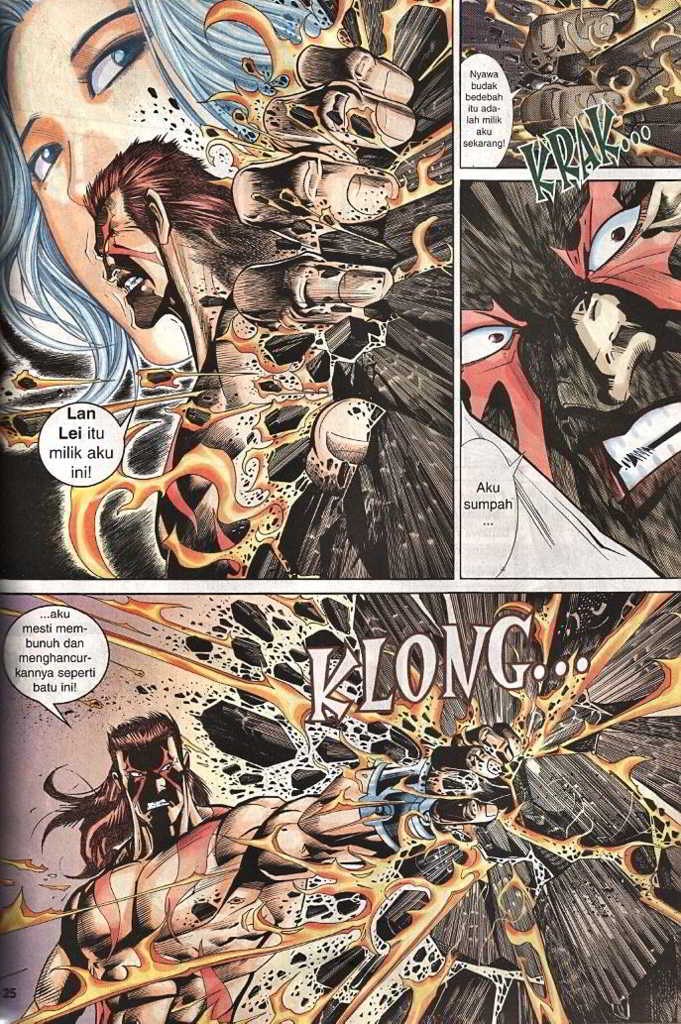 Lan
Lei itu
milik aku
ini!
Nyawa
budak
bedebah
itu ada-
lah milik
aku
sekarang!
KRAK...
Aku
sumpah
...
...aku
mesti mem-
bunuh dan
menghancur-
kannya seperti
batu ini!
KLONG...
25